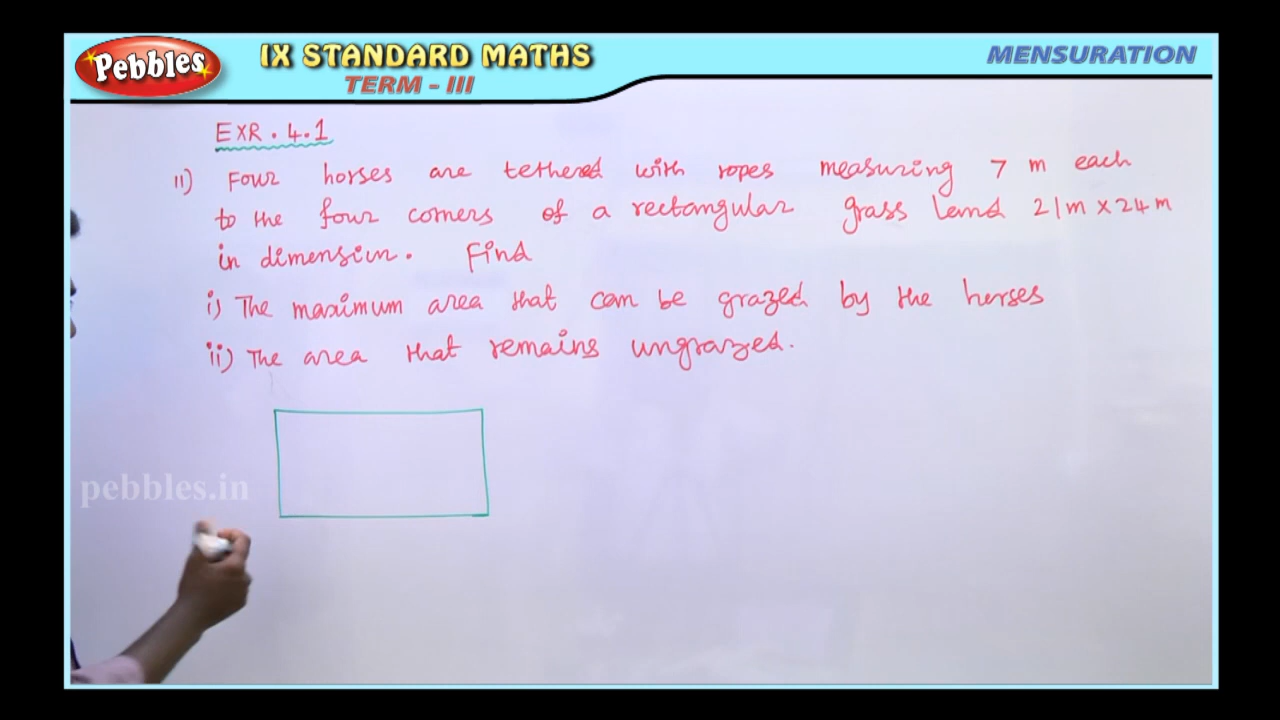 Pebbles
IX STANDARD MATHS
TERM - III
MENSURATION
EXR. 4.1
11) Four horses are tethered with ropes measuring 7 m each
to the four corners of a rectangular grass land 21m x 24m
in dimension. Find
i) The maximum area that can be grazed by the horses
ii) The area that remains ungrazed.
pebbles.in